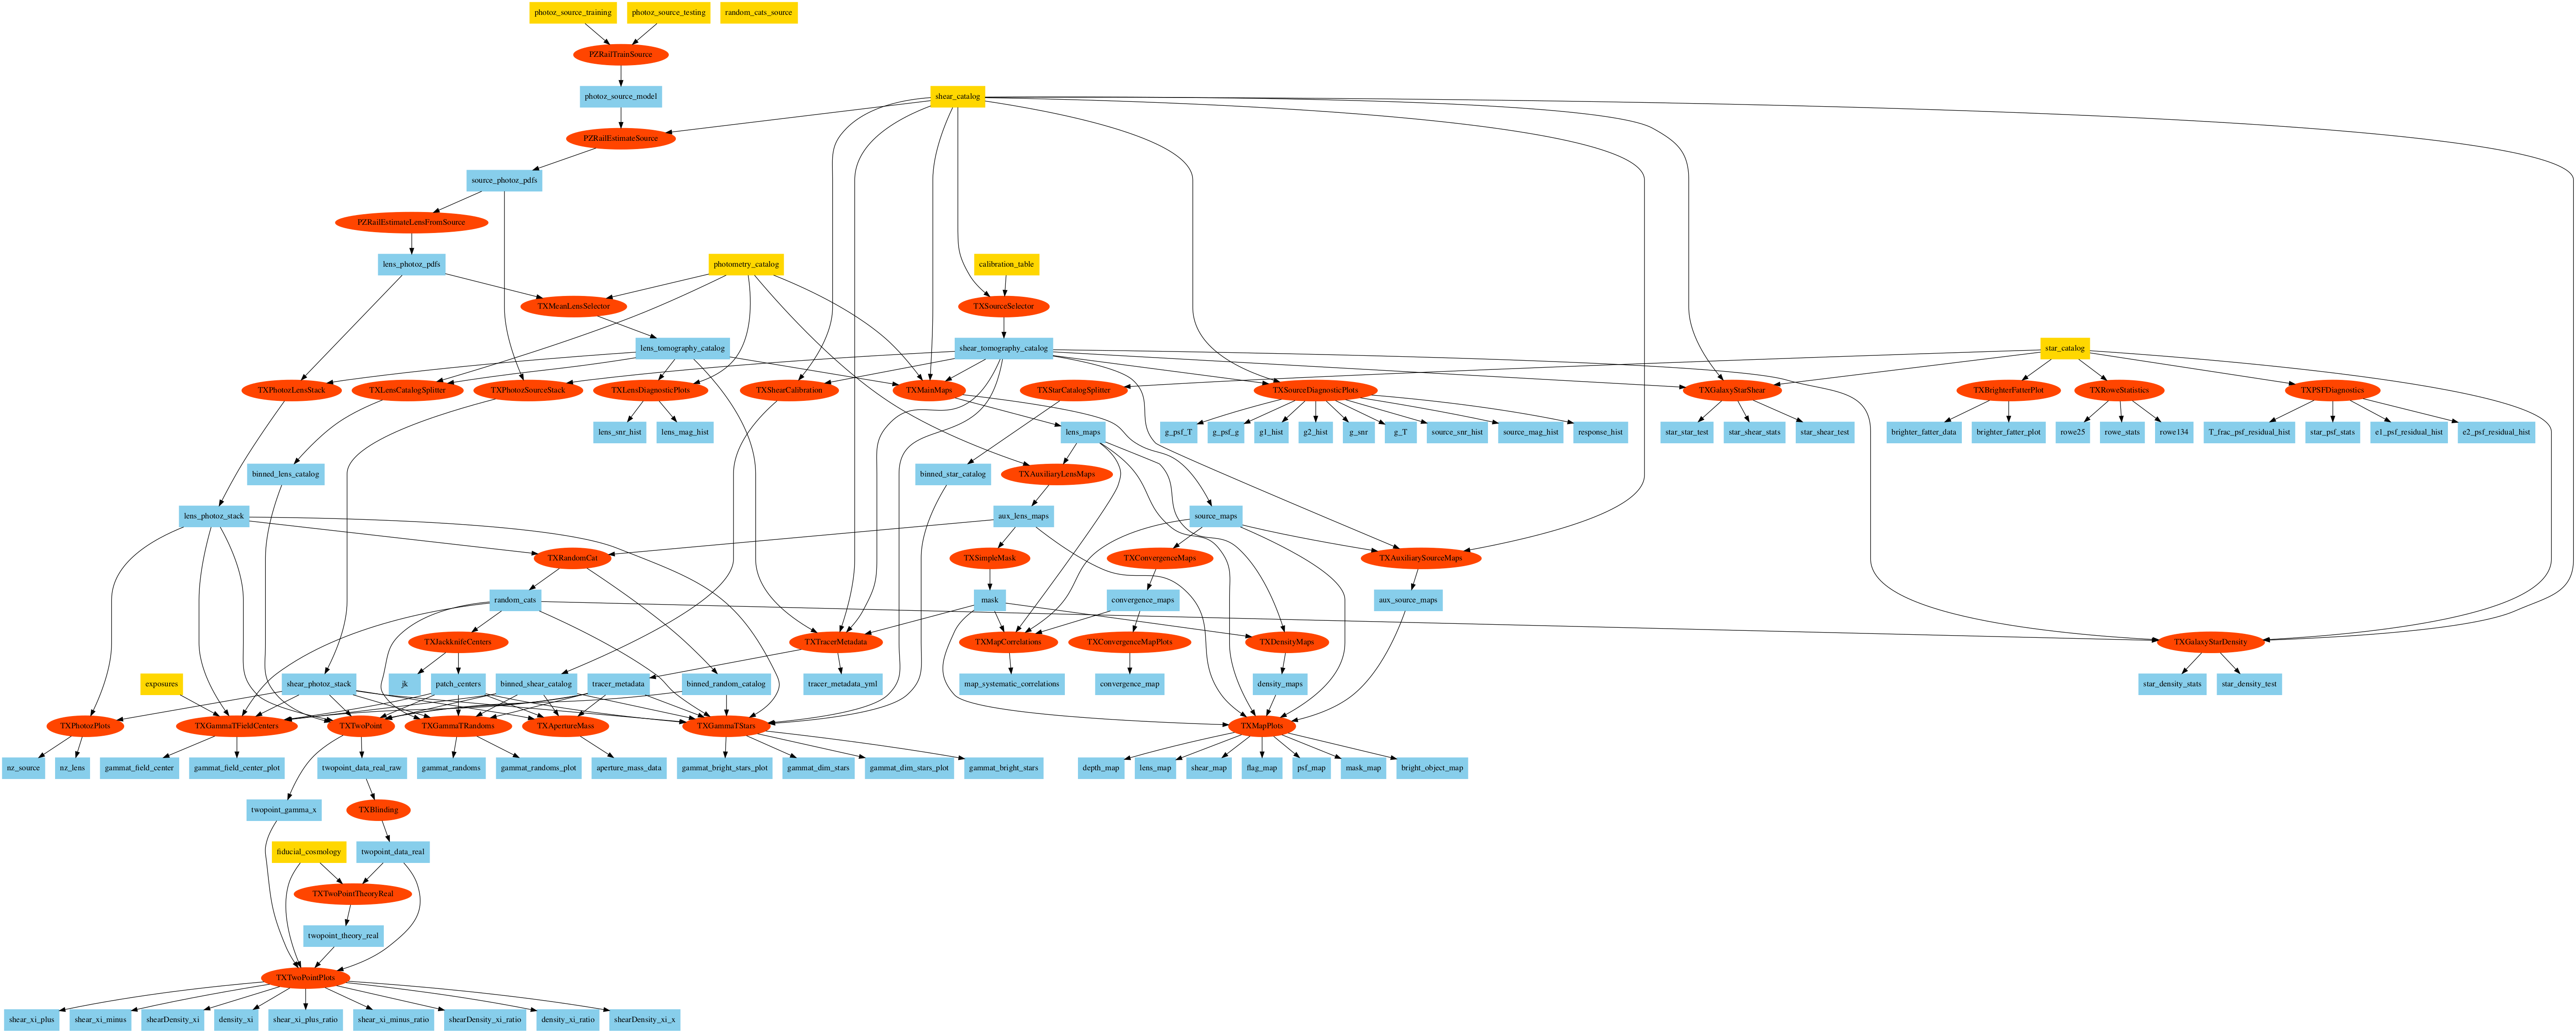 photoz_source_training
photoz_source_testing
random_cats_source
PZRailTrainSource
photoz_source_model
shear_catalog
PZRailEstimateSource
source_photoz_pdfs
PZRailEstimateLensFromSource
lens_photoz_pdfs
photometry_catalog
calibration_table
TXMeanLensSelector
TXSourceSelector
lens_tomography_catalog
shear_tomography_catalog
star_catalog
TXPhotozLensStack
TXLensCatalogSplitter
TXPhotozSourceStack
TXLensDiagnosticPlots
TXShearCalibration
TXMainMaps
TXStarCatalogSplitter
TXSourceDiagnosticPlots
TXGalaxyStarShear
TXBrighterFatterPlot
TXRoweStatistics
TXPSFDiagnostics
lens_snr_hist
lens_mag_hist
lens_maps
g_psf_T
g_psf_g
g1_hist
g2_hist
g_snr
g_T
source_snr_hist
source_mag_hist
response_hist
star_star_test
star_shear_stats
star_shear_test
brighter_fatter_data
brighter_fatter_plot
rowe25
rowe_stats
rowe134
T_frac_psf_residual_hist
star_psf_stats
e1_psf_residual_hist
e2_psf_residual_hist
binned_lens_catalog
binned_star_catalog
TXAuxiliaryLensMaps
lens_photoz_stack
aux_lens_maps
source_maps
TXRandomCat
TXSimpleMask
TXConvergenceMaps
TXAuxiliarySourceMaps
random_cats
mask
convergence_maps
aux_source_maps
TXJackknifeCenters
TXTracerMetadata
TXMapCorrelations
TXConvergenceMapPlots
TXDensityMaps
TXGalaxyStarDensity
exposures
shear_photoz_stack
jk
patch_centers
binned_shear_catalog
tracer_metadata
binned_random_catalog
tracer_metadata_yml
map_systematic_correlations
convergence_map
density_maps
star_density_stats
star_density_test
TXPhotozPlots
TXGammaTFieldCenters
TXTwoPoint
TXGammaTRandoms
TXApertureMass
TXGammaTStars
TXMapPlots
nz_source
nz_lens
gammat_field_center
gammat_field_center_plot
twopoint_data_real_raw
gammat_randoms
gammat_randoms_plot
aperture_mass_data
gammat_bright_stars_plot
gammat_dim_stars
gammat_dim_stars_plot
gammat_bright_stars
depth_map
lens_map
shear_map
flag_map
psf_map
mask_map
bright_object_map
twopoint_gamma_x
TXBlinding
fiducial_cosmology
twopoint_data_real
TXTwoPointTheoryReal
twopoint_theory_real
TXTwoPointPlots
shear_xi_plus
shear_xi_minus
shearDensity_xi
density_xi
shear_xi_plus_ratio
shear_xi_minus_ratio
shearDensity_xi_ratio
density_xi_ratio
shearDensity_xi_x